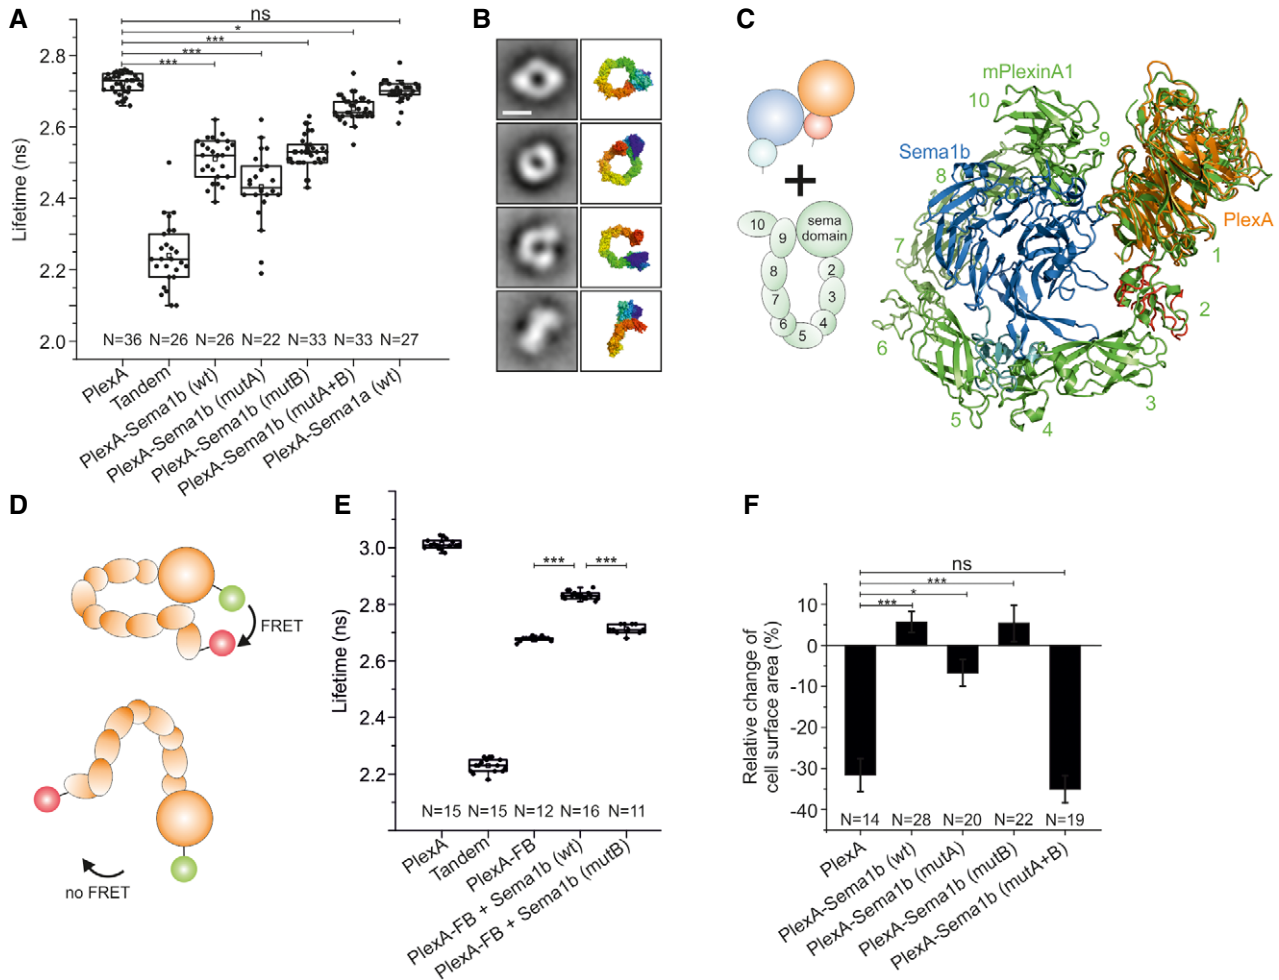 A
ns
*
***
***
***
Lifetime (ns)
2.8
2.6
2.4
2.2
2.0
N=36
N=26
N=26
N=22
N=33
N=33
N=27
PlexA
Tandem
PlexA-Sema1b (wt)
PlexA-Sema1b (mutA)
PlexA-Sema1b (mutB)
PlexA-Sema1b (mutA+B)
PlexA-Sema1a (wt)
B
C
+
10
9
sema
domain
8
2
7
3
6
4
5
mPlexinA1
10
9
Sema1b
8
PlexA
7
1
2
6
3
5
4
D
FRET
no FRET
E
Lifetime (ns)
3.0
2.8
2.6
2.4
2.2
***
***
N=15
N=15
N=12
N=16
N=11
PlexA
Tandem
PlexA-FB
PlexA-FB + Sema1b (wt)
PlexA-FB + Sema1b (mutB)
F
ns
***
*
***
Relative change of
cell surface area (%)
10
0
-10
-20
-30
-40
N=14
N=28
N=20
N=22
N=19
PlexA
PlexA-Sema1b (wt)
PlexA-Sema1b (mutA)
PlexA-Sema1b (mutB)
PlexA-Sema1b (mutA+B)